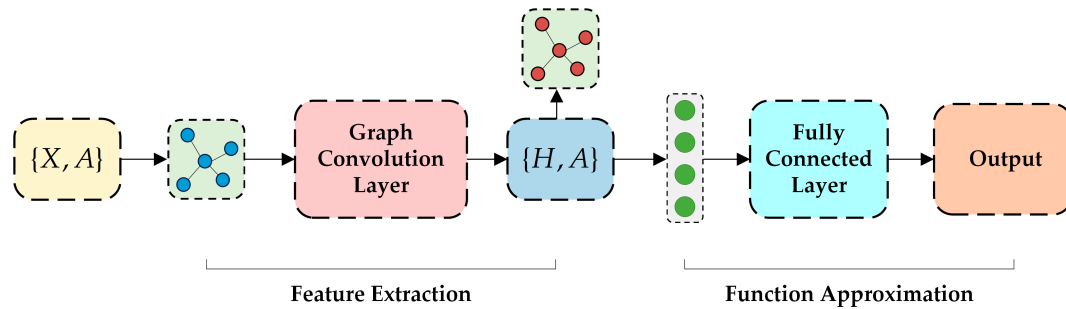 {X, A}
Graph
Convolution
Layer
{H, A}
Fully
Connected
Layer
Output
Feature Extraction
Function Approximation